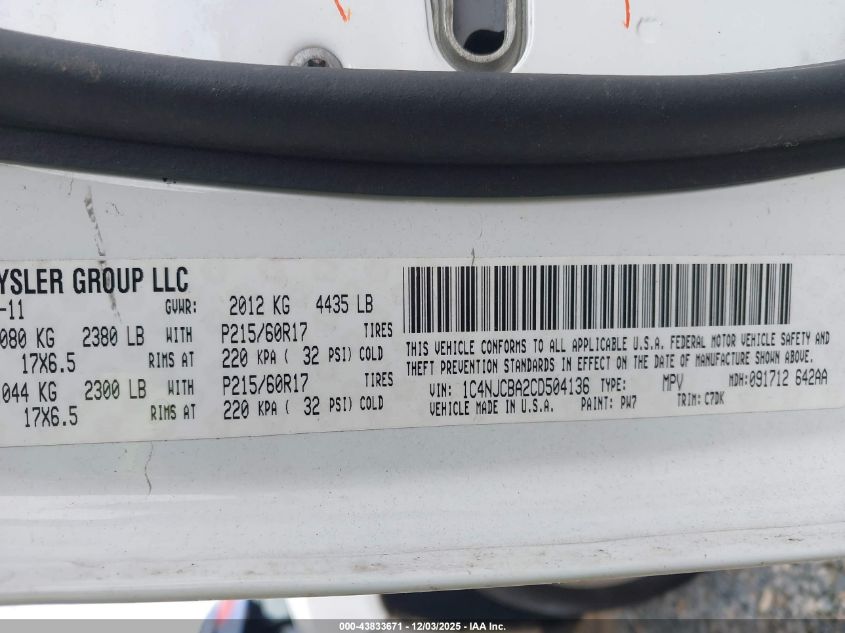 YSLER GROUP LLC
-11 GVWR: 2012 KG 4435 LB
080 KG 2380 LB WITH P215/60R17 TIRES
17X6.5 RIMS AT 220 KPA ( 32 PSI) COLD
044 KG 2300 LB WITH P215/60R17 TIRES
17X6.5 RIMS AT 220 KPA ( 32 PSI) COLD
THIS VEHICLE CONFORMS TO ALL APPLICABLE U.S.A. FEDERAL MOTOR VEHICLE SAFETY AND
THEFT PREVENTION STANDARDS IN EFFECT ON THE DATE OF MANUFACTURE SHOWN ABOVE.
VIN: 1C4NJCBA2CD504136 TYPE: MPV MDH:091712 642AA
VEHICLE MADE IN U.S.A. PAINT: PW7 TRIM: C7DK
000-43833671 - 12/03/2025 - IAA Inc.